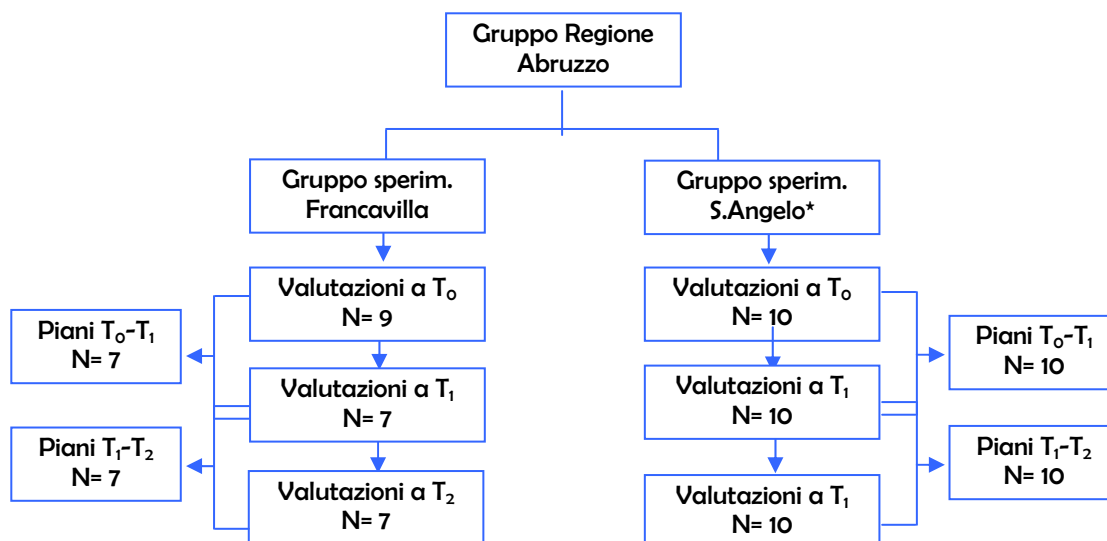 Gruppo Regione
Abruzzo
Gruppo sperim.
Francavilla
Gruppo sperim.
S.Angelo*
Valutazioni a T₀
N= 9
Valutazioni a T₀
N= 10
Piani T₀-T₁
N= 7
Piani T₀-T₁
N= 10
Valutazioni a T₁
N= 7
Valutazioni a T₁
N= 10
Piani T₁-T₂
N= 7
Piani T₁-T₂
N= 10
Valutazioni a T₂
N= 7
Valutazioni a T₁
N= 10